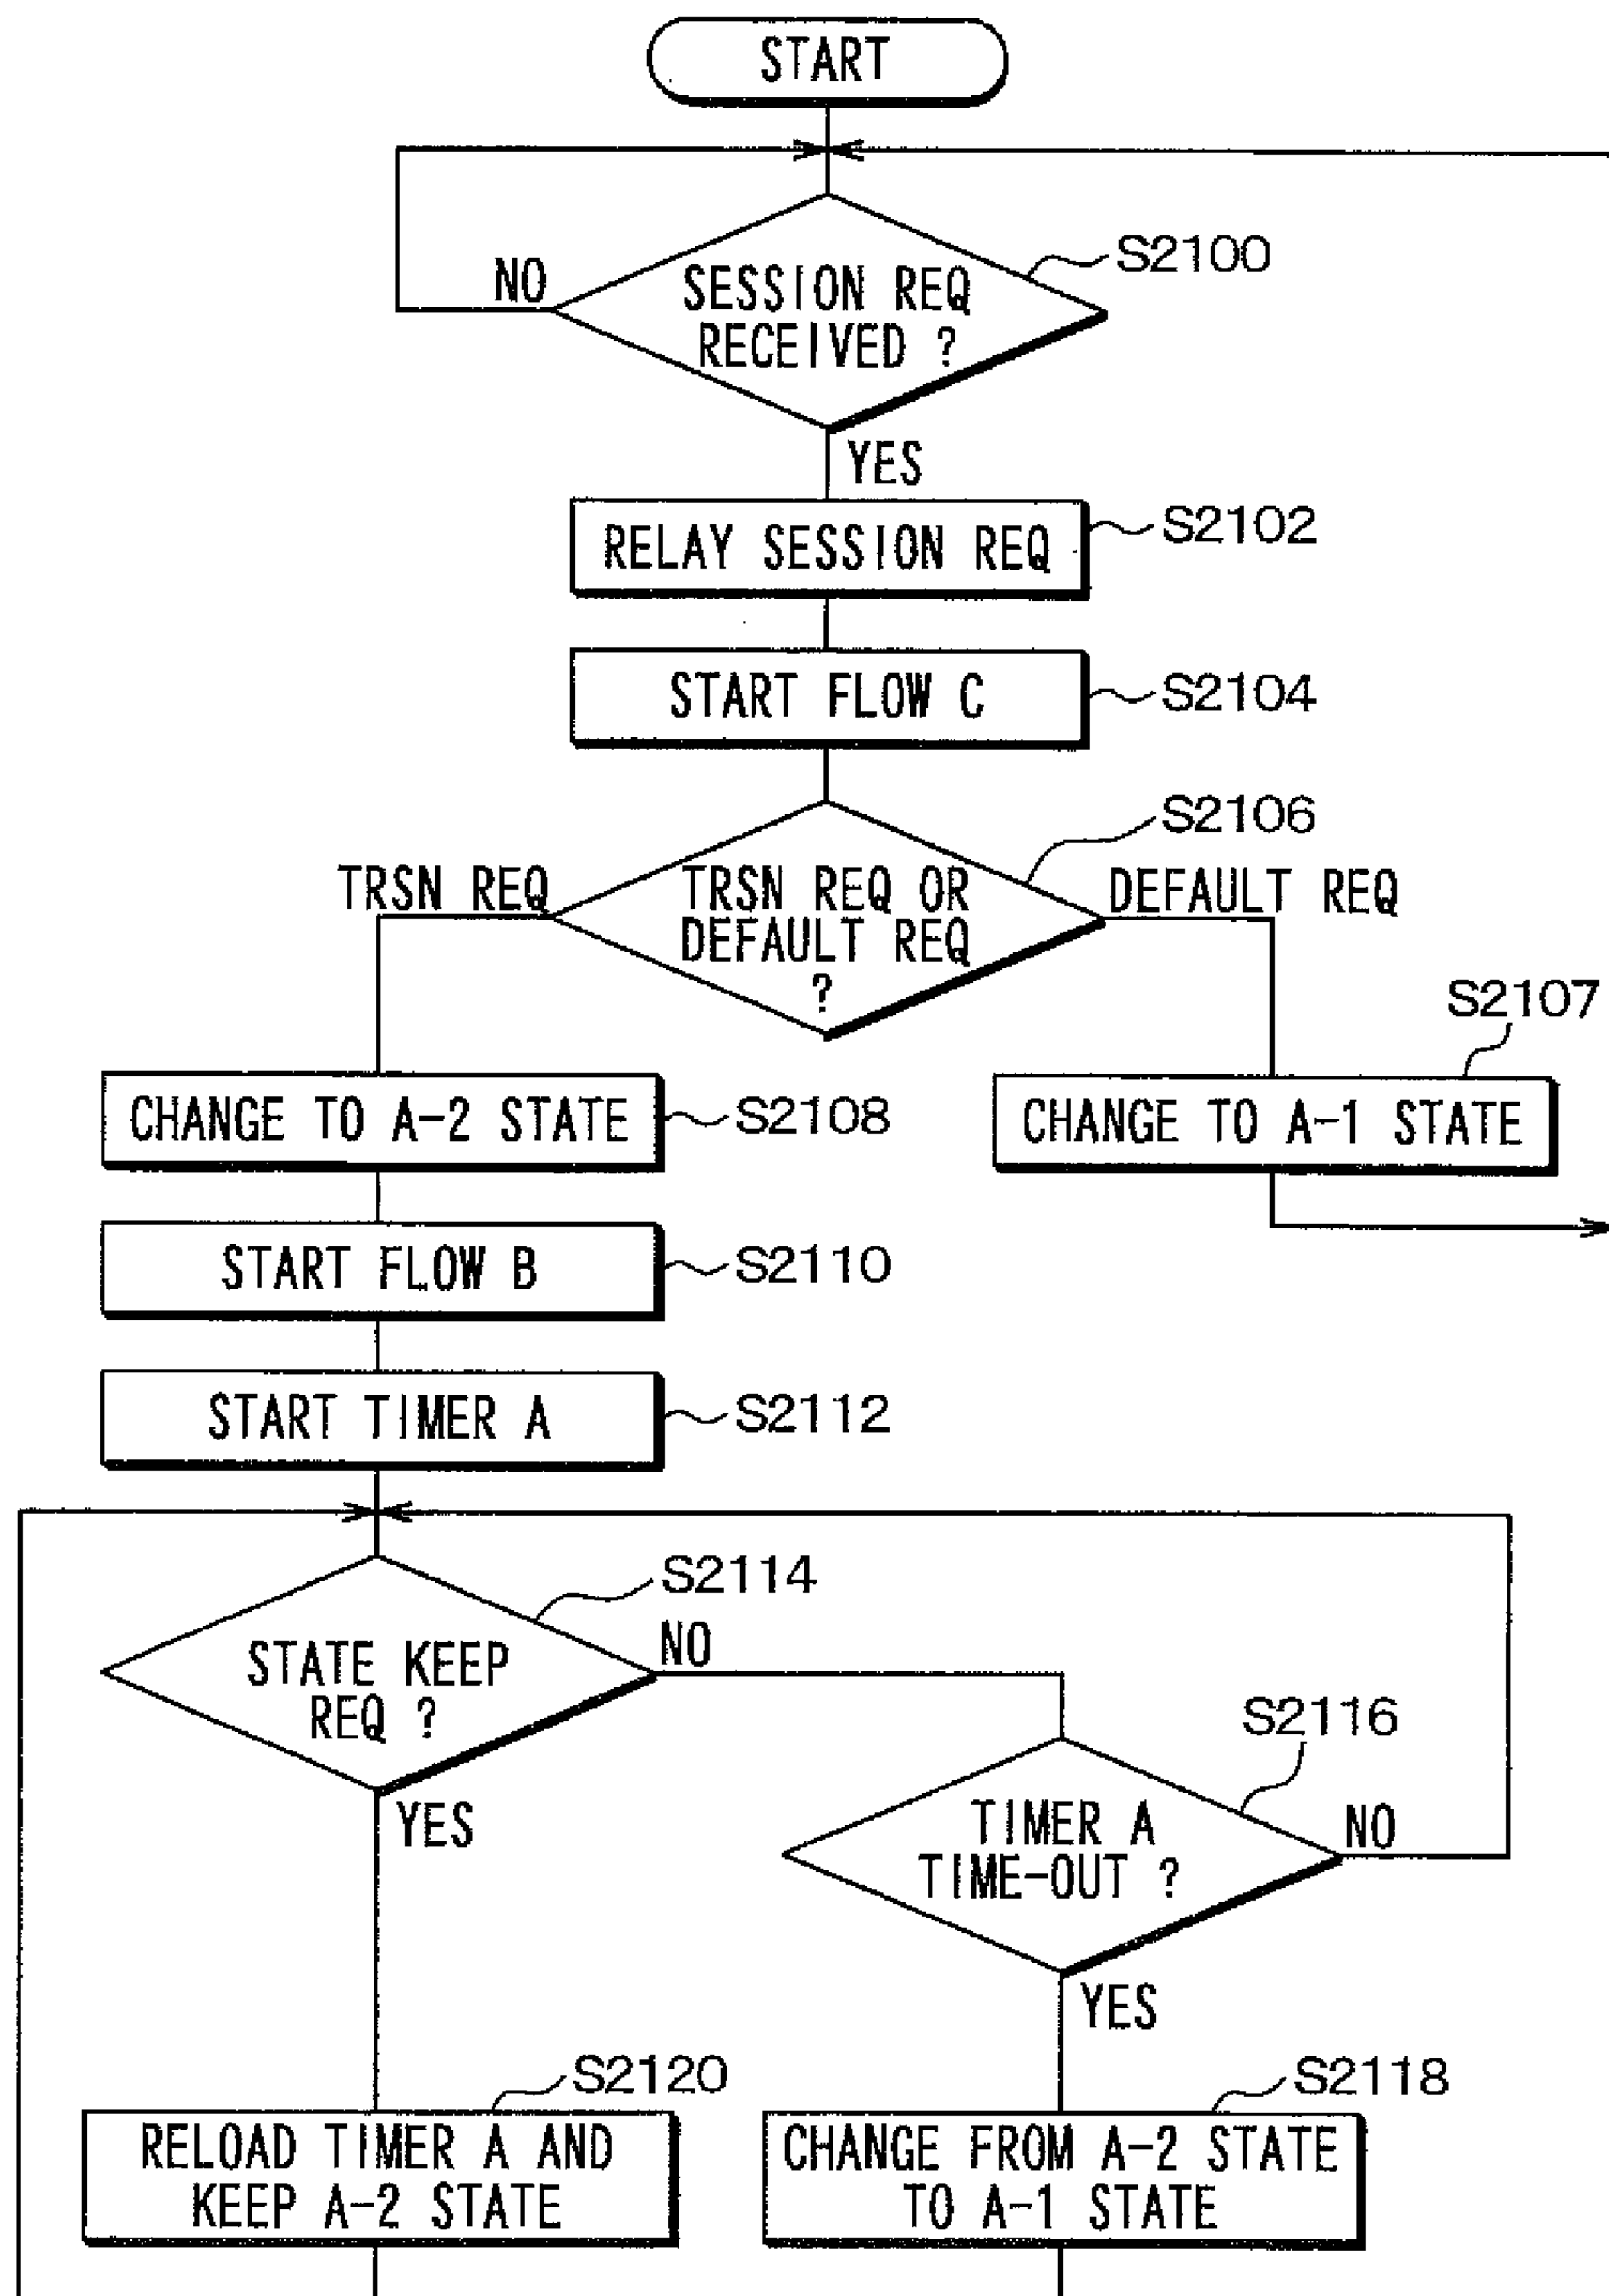 START
S2100
NO
SESSION REQ
RECEIVED ?
YES
RELAY SESSION REQ
S2102
START FLOW C
S2104
S2106
TRSN REQ
TRSN REQ OR
DEFAULT REQ
?
DEFAULT REQ
S2107
CHANGE TO A-2 STATE
S2108
CHANGE TO A-1 STATE
START FLOW B
S2110
START TIMER A
S2112
S2114
STATE KEEP
REQ ?
NO
YES
S2116
TIMER A
TIME-OUT ?
NO
YES
S2120
RELOAD TIMER A AND
KEEP A-2 STATE
S2118
CHANGE FROM A-2 STATE
TO A-1 STATE